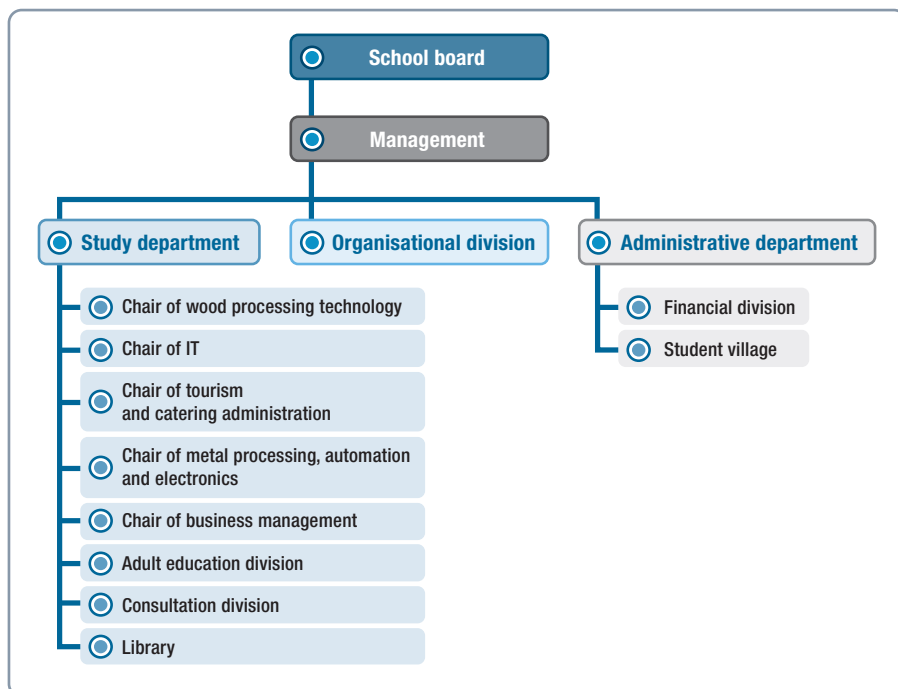 School board
Management
Study department
Organisational division
Administrative department
Chair of wood processing technology
Chair of IT
Chair of tourism
and catering administration
Chair of metal processing, automation
and electronics
Chair of business management
Adult education division
Consultation division
Library
Financial division
Student village